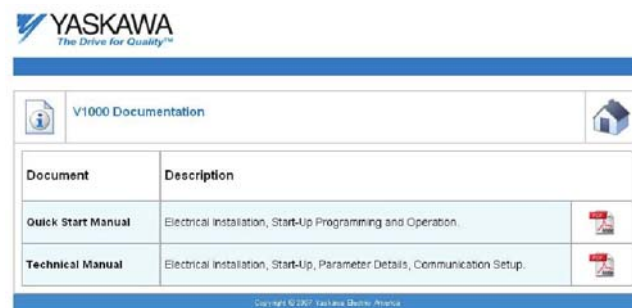 YASKAWA
The Drive for Quality™
V1000 Documentation
Document Description
Quick Start Manual Electrical Installation, Start-Up Programming and Operation.
Technical Manual Electrical Installation, Start-Up, Parameter Details, Communication Setup.
Copyright © 2007 Yaskawa Electric America